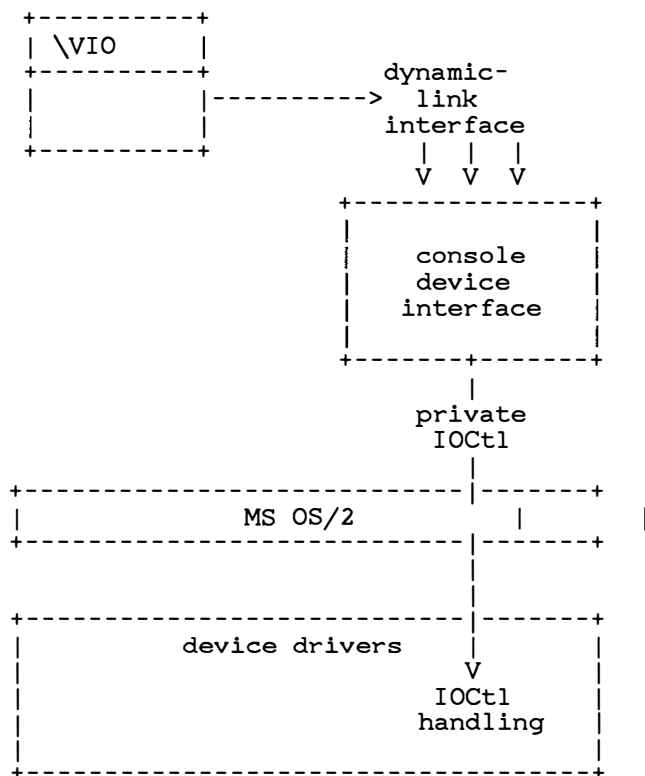 \VIO
dynamic-
link
interface
console
device
interface
private
IOCtl
MS OS/2
device drivers
IOCtl
handling